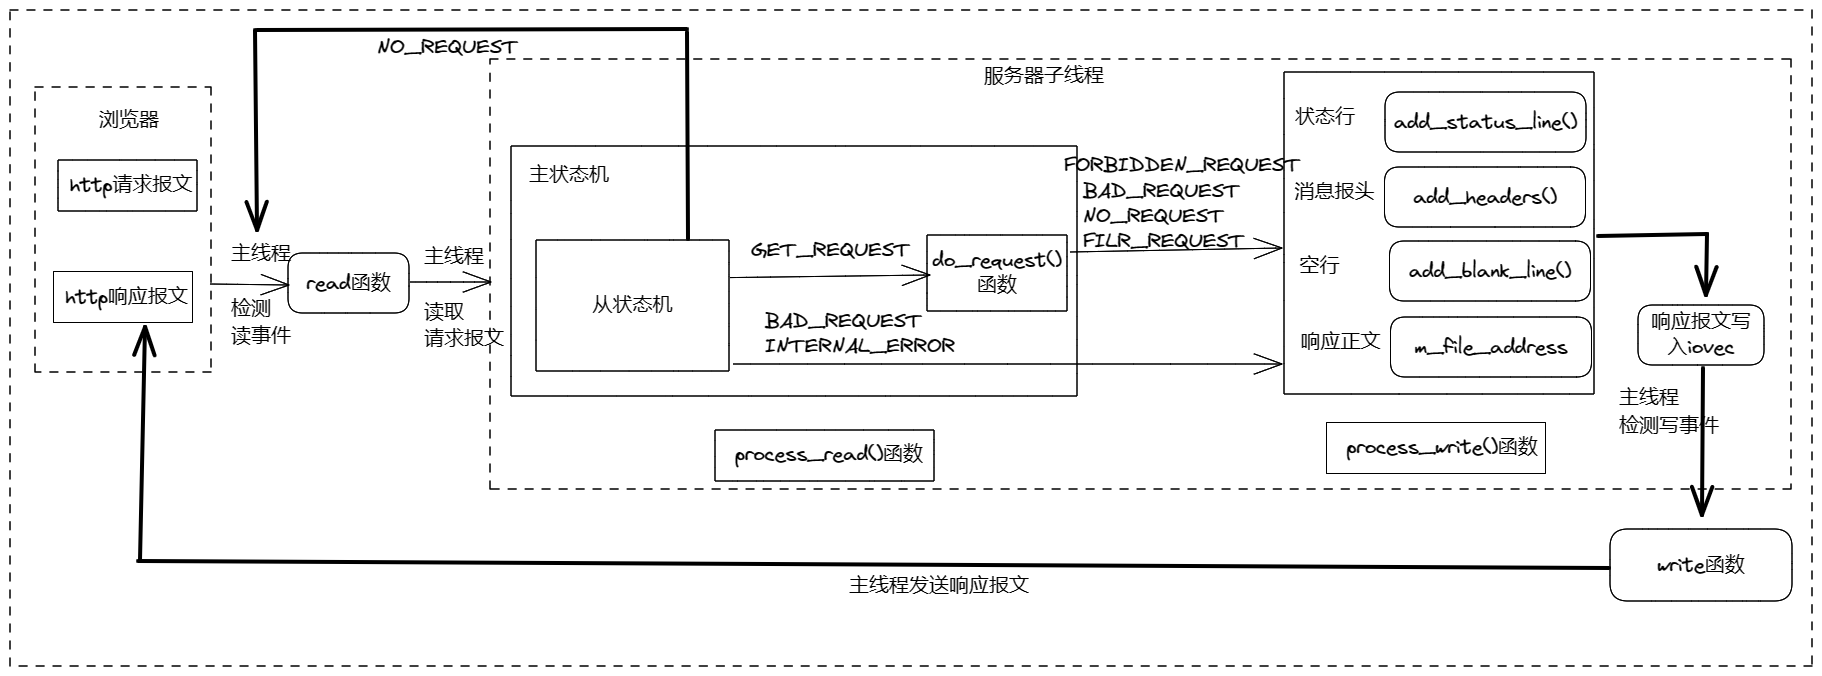 NO_REQUEST
服务器子线程
浏览器
http请求报文
http响应报文
主线程
检测
读事件
read函数
主线程
读取
请求报文
主状态机
从状态机
GET_REQUEST
do_request()
函数
BAD_REQUEST
INTERNAL_ERROR
process_read()函数
FORBIDDEN_REQUEST
BAD_REQUEST
NO_REQUEST
FILR_REQUEST
状态行
add_status_line()
消息报头
add_headers()
空行
add_blank_line()
响应正文
m_file_address
process_write()函数
响应报文写
入iovec
主线程
检测写事件
write函数
主线程发送响应报文